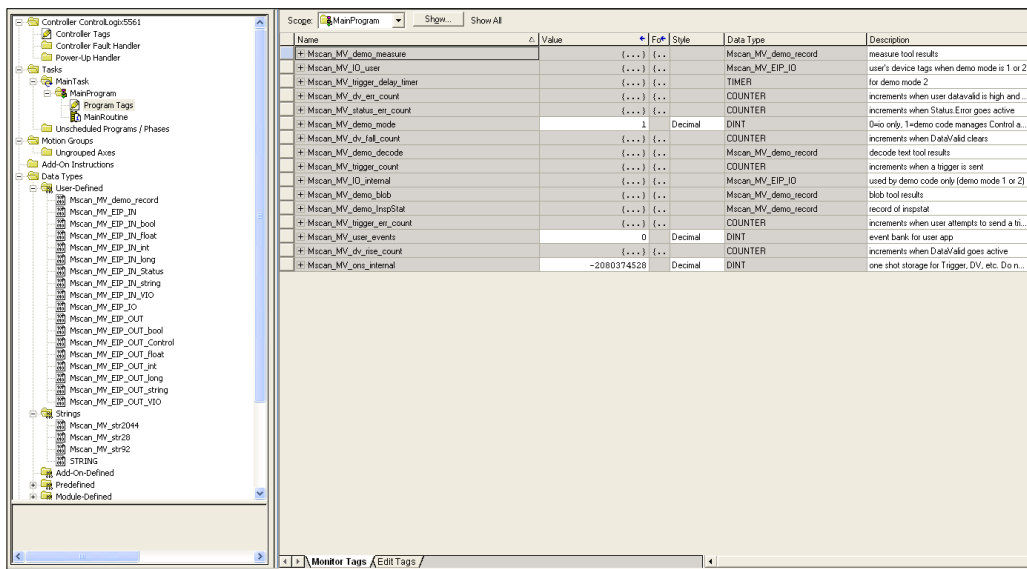 Controller ControlLogix5561
Controller Tags
Controller Fault Handler
Power-Up Handler
Tasks
MainTask
MainProgram
Program Tags
MainRoutine
Unscheduled Programs / Phases
Motion Groups
Ungrouped Axes
Add-On Instructions
Data Types
User-Defined
Mscan_MV_demo_record
Mscan_MV_EIP_IN
Mscan_MV_EIP_IN_bool
Mscan_MV_EIP_IN_float
Mscan_MV_EIP_IN_int
Mscan_MV_EIP_IN_long
Mscan_MV_EIP_IN_Status
Mscan_MV_EIP_IN_string
Mscan_MV_EIP_IN_VIO
Mscan_MV_EIP_IO
Mscan_MV_EIP_OUT
Mscan_MV_EIP_OUT_bool
Mscan_MV_EIP_OUT_Control
Mscan_MV_EIP_OUT_float
Mscan_MV_EIP_OUT_int
Mscan_MV_EIP_OUT_long
Mscan_MV_EIP_OUT_string
Mscan_MV_EIP_OUT_VIO
Strings
Mscan_MV_str2044
Mscan_MV_str28
Mscan_MV_str92
STRING
Add-On-Defined
Predefined
Module-Defined
Scope: MainProgram Show... Show All
Name Value Fo Style Data Type Description
+ Mscan_MV_demo_measure {...} {.. Mscan_MV_demo_record measure tool results
+ Mscan_MV_IO_user {...} {.. Mscan_MV_EIP_IO user's device tags when demo mode is 1 or 2
+ Mscan_MV_trigger_delay_timer {...} {.. TIMER for demo mode 2
+ Mscan_MV_dv_err_count {...} {.. COUNTER increments when user datavalid is high and ...
+ Mscan_MV_status_err_count {...} {.. COUNTER increments when Status.Error goes active
+ Mscan_MV_demo_mode 1 Decimal DINT 0=io only, 1=demo code manages Control a...
+ Mscan_MV_dv_fall_count {...} {.. COUNTER increments when DataValid clears
+ Mscan_MV_demo_decode {...} {.. Mscan_MV_demo_record decode text tool results
+ Mscan_MV_trigger_count {...} {.. COUNTER increments when a trigger is sent
+ Mscan_MV_IO_internal {...} {.. Mscan_MV_EIP_IO used by demo code only (demo mode 1 or 2)
+ Mscan_MV_demo_blob {...} {.. Mscan_MV_demo_record blob tool results
+ Mscan_MV_demo_InspStat {...} {.. Mscan_MV_demo_record record of inspstat
+ Mscan_MV_trigger_err_count {...} {.. COUNTER increments when user attempts to send a tri...
+ Mscan_MV_user_events 0 Decimal DINT event bank for user app
+ Mscan_MV_dv_rise_count {...} {.. COUNTER increments when DataValid goes active
+ Mscan_MV_ons_internal -2080374528 Decimal DINT one shot storage for Trigger, DV, etc. Do n...
Monitor Tags Edit Tags